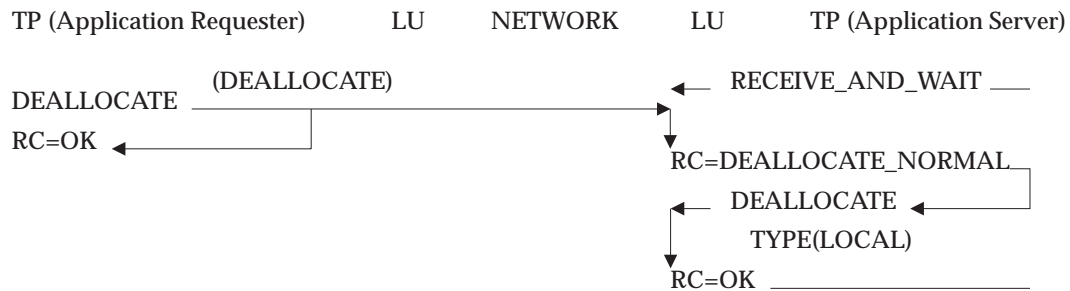 TP (Application Requester) LU NETWORK LU TP (Application Server)
(DEALLOCATE) RECEIVE_AND_WAIT
DEALLOCATE
RC=OK
RC=DEALLOCATE_NORMAL
DEALLOCATE
TYPE(LOCAL)
RC=OK